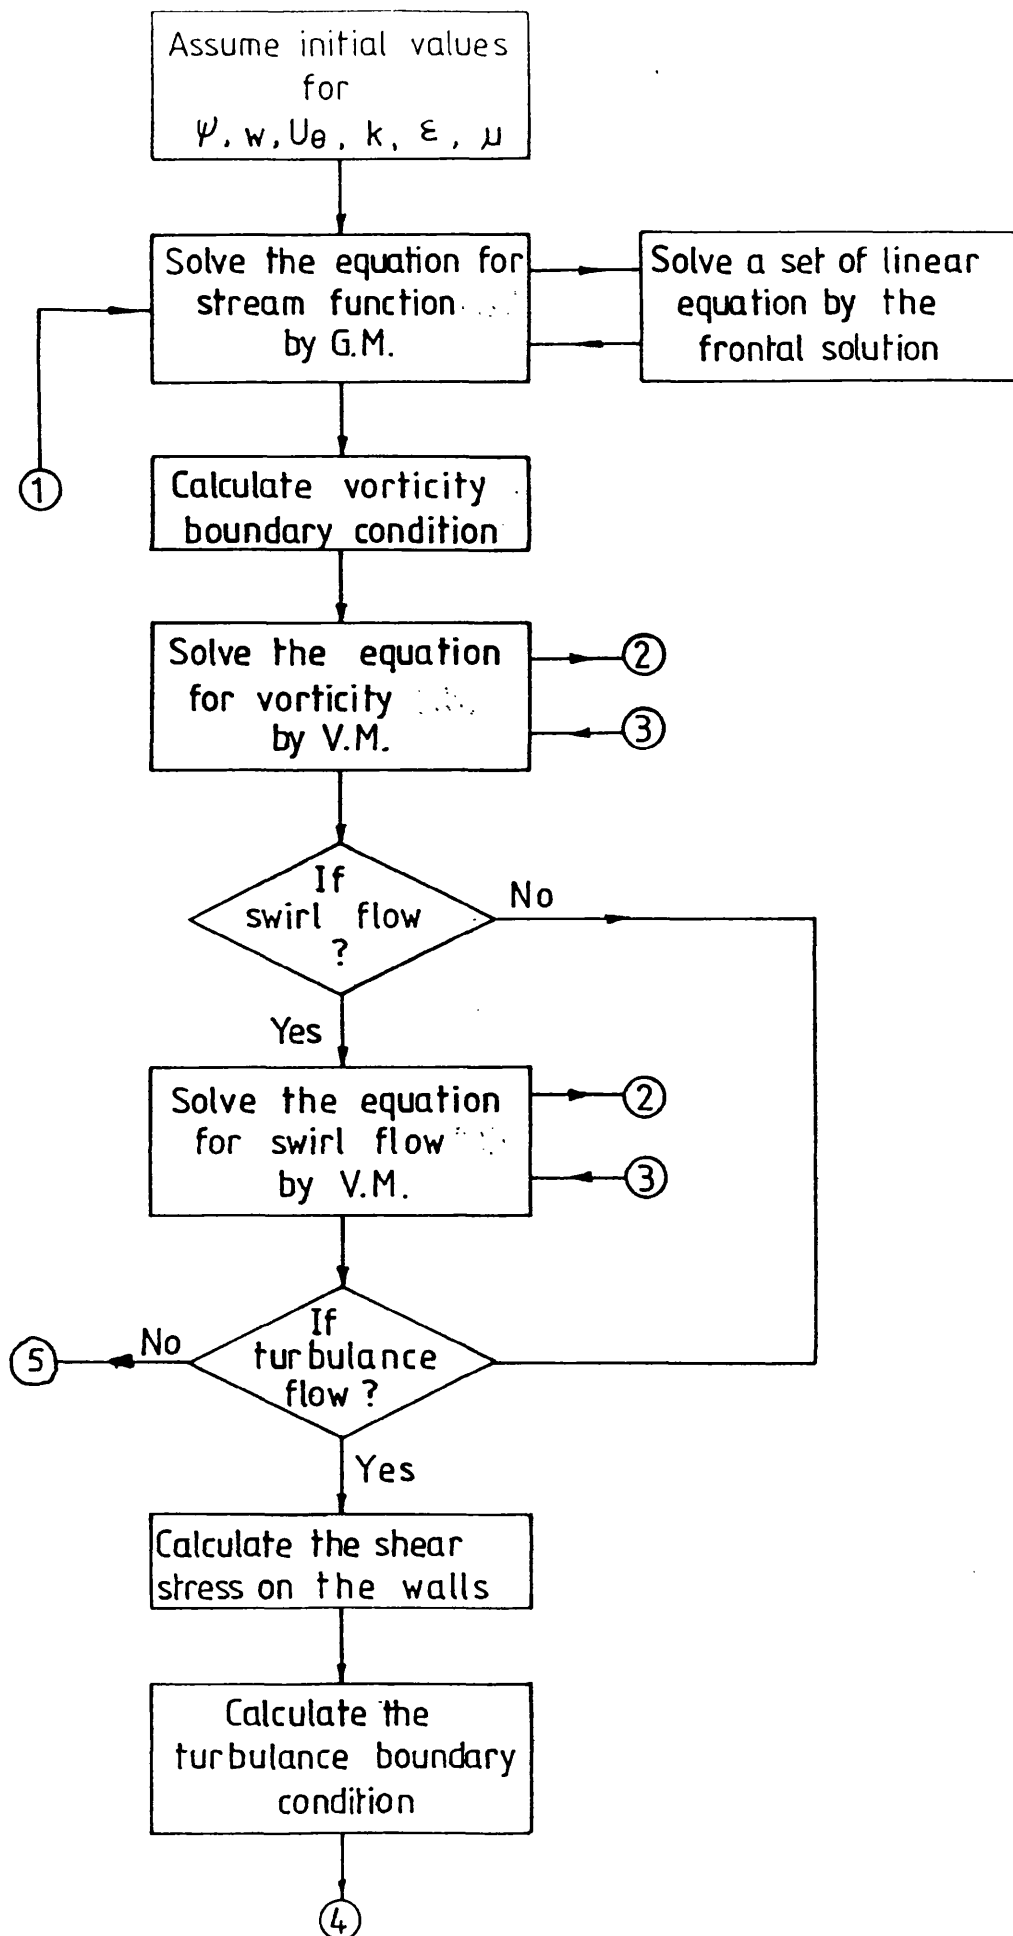 Assume initial values
for
ψ, w, Uθ, k, ε, μ
Solve the equation for
stream function
by G.M.
Solve a set of linear
equation by the
frontal solution
1
Calculate vorticity
boundary condition
Solve the equation
for vorticity
by V.M.
2
3
If
swirl flow
?
No
Yes
Solve the equation
for swirl flow
by V.M.
2
3
If
turbulance
flow ?
No
5
Yes
Calculate the shear
stress on the walls
Calculate the
turbulance boundary
condition
4